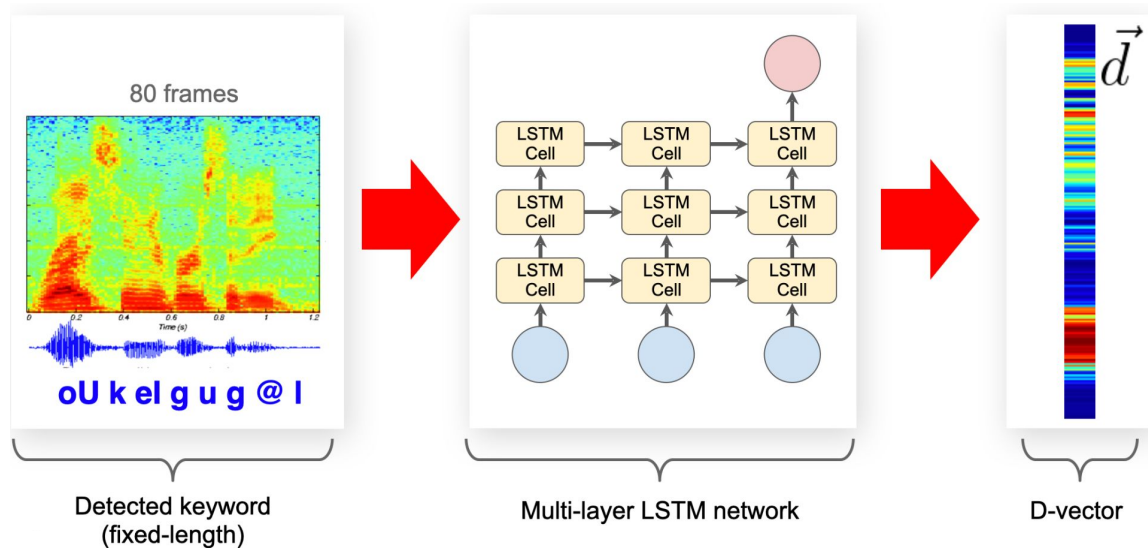 80 frames
0 0.2 0.4 0.6 0.8 1 1.2
Time (s)
oU k eI g u g @ l
Detected keyword
(fixed-length)
LSTM Cell LSTM Cell LSTM Cell
LSTM Cell LSTM Cell LSTM Cell
LSTM Cell LSTM Cell LSTM Cell
Multi-layer LSTM network
d
D-vector